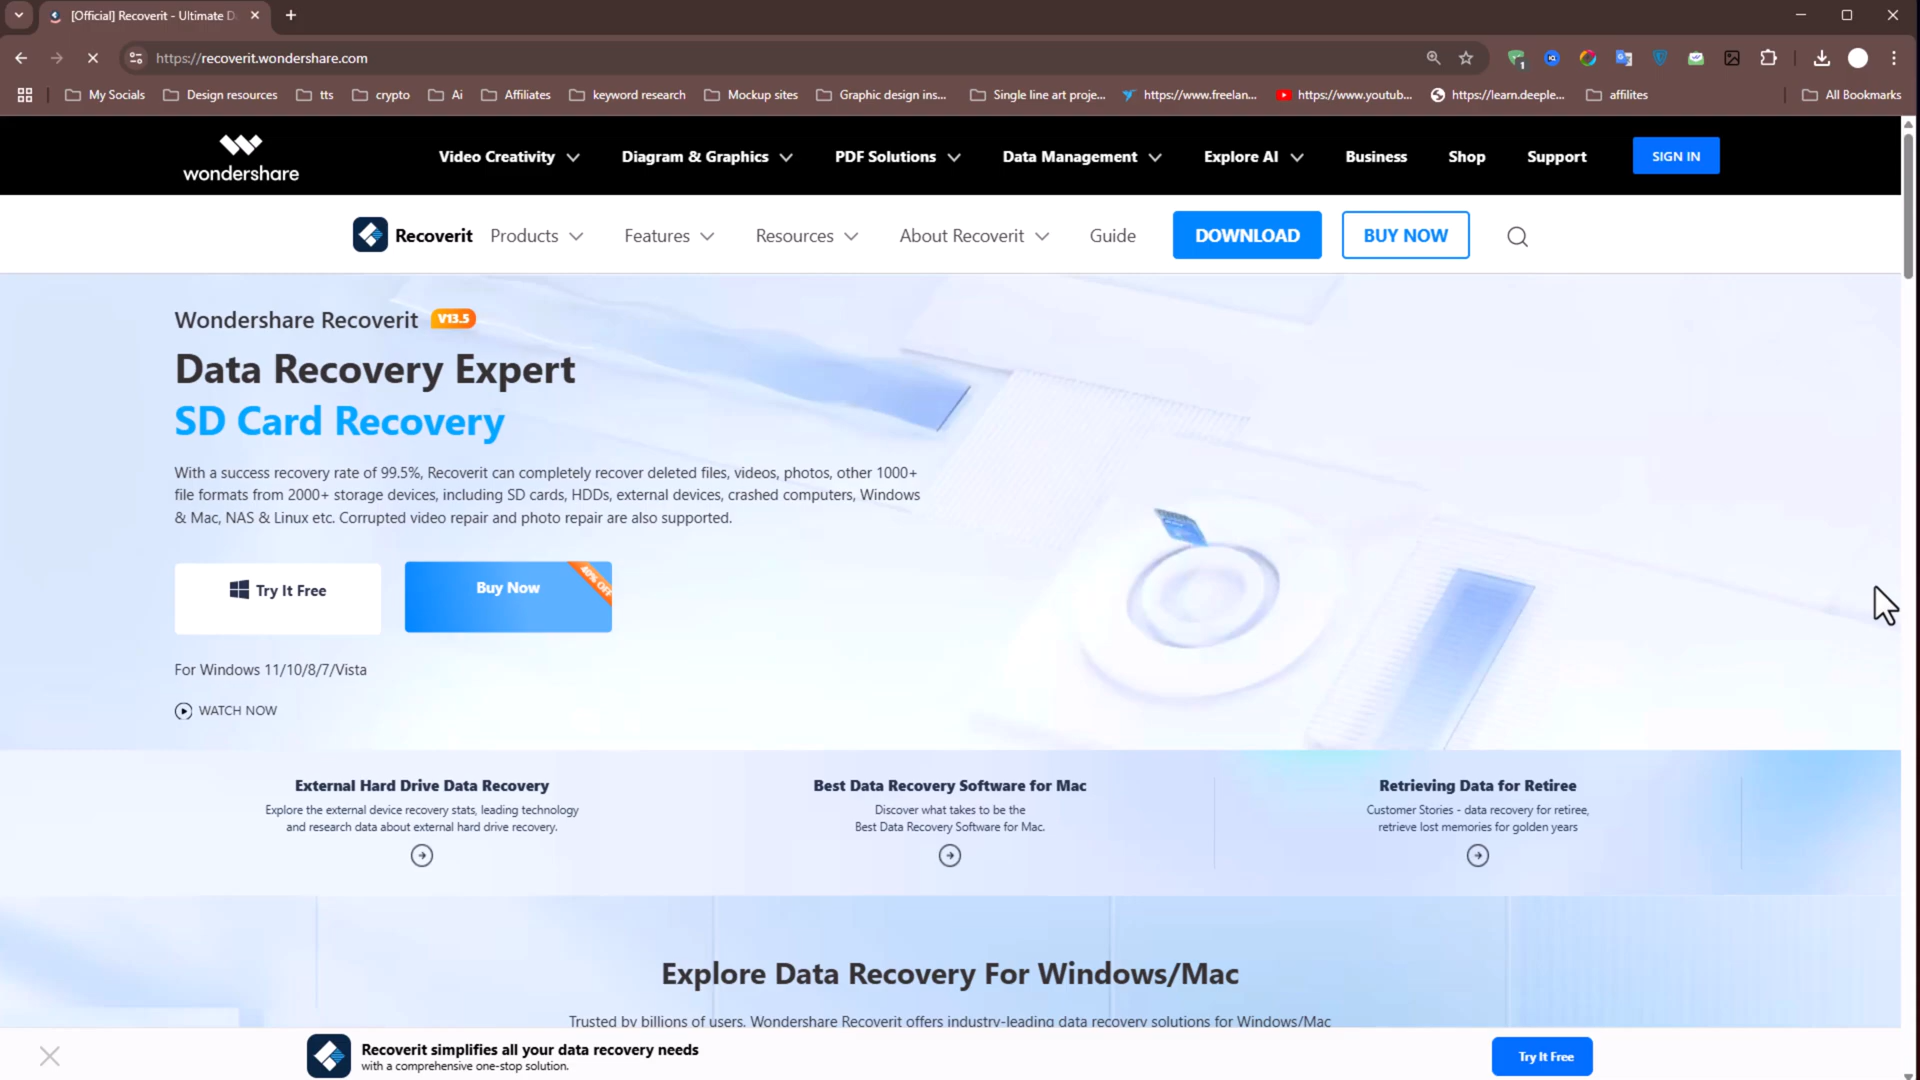 [Official] Recoverit - Ultimate D
https://recoverit.wondershare.com
1
My Socials
Design resources
tts
crypto
Ai
Affiliates
keyword research
Mockup sites
Graphic design ins...
Single line art proje...
https://www.freelan...
https://www.youtub...
https://learn.deeple...
affilites
All Bookmarks
wondershare
Video Creativity
Diagram & Graphics
PDF Solutions
Data Management
Explore AI
Business
Shop
Support
SIGN IN
Recoverit
Products
Features
Resources
About Recoverit
Guide
DOWNLOAD
BUY NOW
Wondershare Recoverit V13.5
Data Recovery Expert
SD Card Recovery
With a success recovery rate of 99.5%, Recoverit can completely recover deleted files, videos, photos, other 1000+
file formats from 2000+ storage devices, including SD cards, HDDs, external devices, crashed computers, Windows
& Mac, NAS & Linux etc. Corrupted video repair and photo repair are also supported.
Try It Free
Buy Now
40% OFF
For Windows 11/10/8/7/Vista
WATCH NOW
External Hard Drive Data Recovery
Explore the external device recovery stats, leading technology
and research data about external hard drive recovery.
Best Data Recovery Software for Mac
Discover what takes to be the
Best Data Recovery Software for Mac.
Retrieving Data for Retiree
Customer Stories - data recovery for retiree,
retrieve lost memories for golden years
Explore Data Recovery For Windows/Mac
Trusted by billions of users, Wondershare Recoverit offers industry-leading data recovery solutions for Windows/Mac
Recoverit simplifies all your data recovery needs
with a comprehensive one-stop solution.
Try It Free